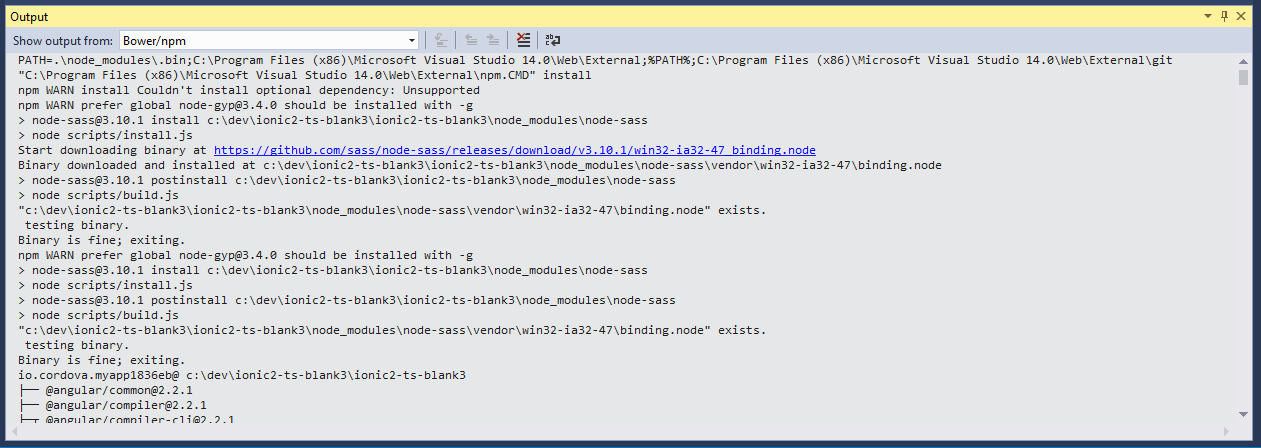 Output
Show output from: Bower/npm
PATH=.\node_modules\.bin;C:\Program Files (x86)\Microsoft Visual Studio 14.0\Web\External;%PATH%;C:\Program Files (x86)\Microsoft Visual Studio 14.0\Web\External\git
"C:\Program Files (x86)\Microsoft Visual Studio 14.0\Web\External\npm.CMD" install
npm WARN install Couldn't install optional dependency: Unsupported
npm WARN prefer global node-gyp@3.4.0 should be installed with -g
> node-sass@3.10.1 install c:\dev\ionic2-ts-blank3\ionic2-ts-blank3\node_modules\node-sass
> node scripts/install.js
Start downloading binary at https://github.com/sass/node-sass/releases/download/v3.10.1/win32-ia32-47_binding.node
Binary downloaded and installed at c:\dev\ionic2-ts-blank3\ionic2-ts-blank3\node_modules\node-sass\vendor\win32-ia32-47\binding.node
> node-sass@3.10.1 postinstall c:\dev\ionic2-ts-blank3\ionic2-ts-blank3\node_modules\node-sass
> node scripts/build.js
"c:\dev\ionic2-ts-blank3\ionic2-ts-blank3\node_modules\node-sass\vendor\win32-ia32-47\binding.node" exists.
 testing binary.
Binary is fine; exiting.
npm WARN prefer global node-gyp@3.4.0 should be installed with -g
> node-sass@3.10.1 install c:\dev\ionic2-ts-blank3\ionic2-ts-blank3\node_modules\node-sass
> node scripts/install.js
> node-sass@3.10.1 postinstall c:\dev\ionic2-ts-blank3\ionic2-ts-blank3\node_modules\node-sass
> node scripts/build.js
"c:\dev\ionic2-ts-blank3\ionic2-ts-blank3\node_modules\node-sass\vendor\win32-ia32-47\binding.node" exists.
 testing binary.
Binary is fine; exiting.
io.cordova.myapp1836eb@ c:\dev\ionic2-ts-blank3\ionic2-ts-blank3
├── @angular/common@2.2.1
├── @angular/compiler@2.2.1
├─┬ @angular/compiler-cli@2.2.1